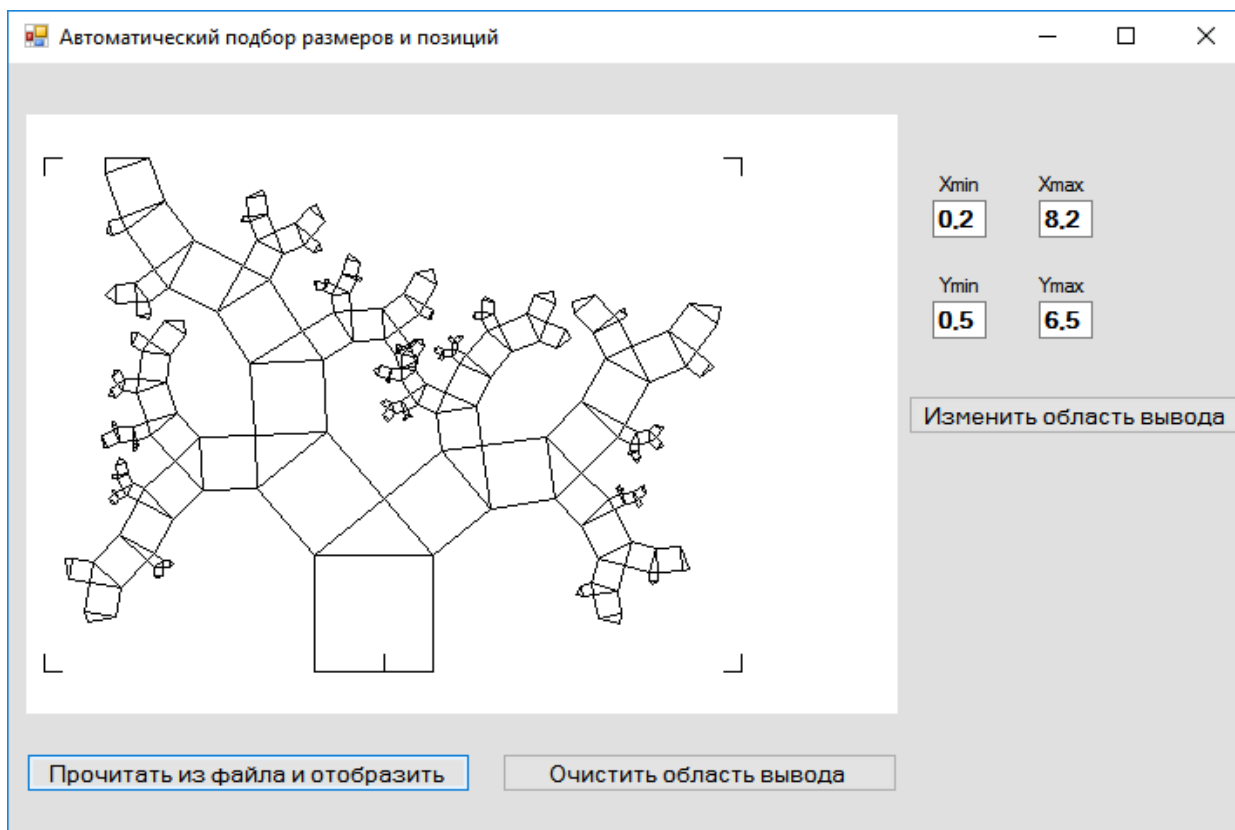 Автоматический подбор размеров и позиций
Xmin Xmax
0.2 8.2
Ymin Ymax
0.5 6.5
Изменить область вывода
Прочитать из файла и отобразить
Очистить область вывода